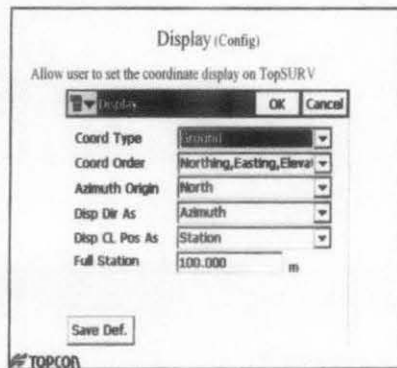 Display (Config)
Allow user to set the coordinate display on TopSURV
Display OK Cancel
Coord Type Ground
Coord Order Northing,Easting,Elevat
Azimuth Origin North
Disp Dir As Azimuth
Disp CL Pos As Station
Full Station 100.000 m
Save Def.
TOPCON